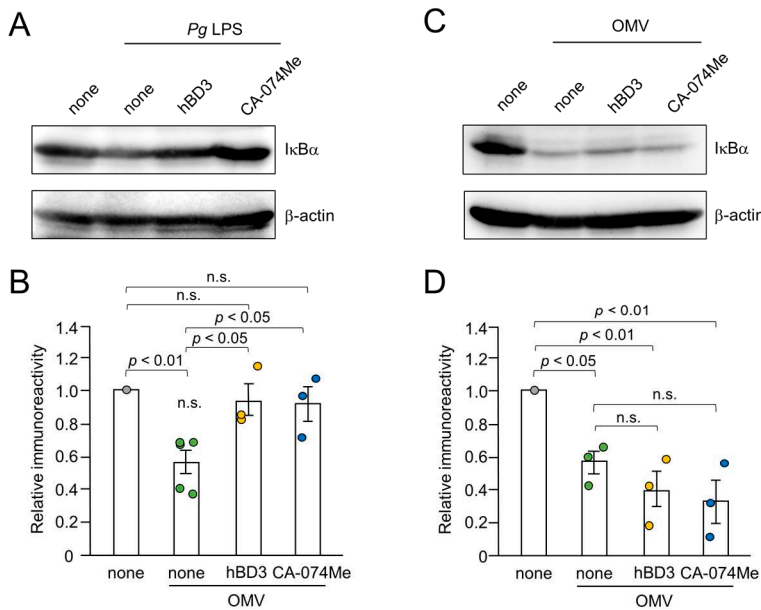 A
Pg LPS
none none hBD3 CA-074Me
IκBα
β-actin
B
n.s.
n.s.
p < 0.05
p < 0.05
p < 0.01
n.s.
Relative immunoreactivity
1.4
1.2
1.0
0.8
0.6
0.4
0.2
0
none none hBD3 CA-074Me
OMV
C
OMV
none none hBD3 CA-074Me
IκBα
β-actin
D
p < 0.01
p < 0.01
p < 0.05
n.s.
n.s.
Relative immunoreactivity
1.4
1.2
1.0
0.8
0.6
0.4
0.2
0
none none hBD3 CA-074Me
OMV